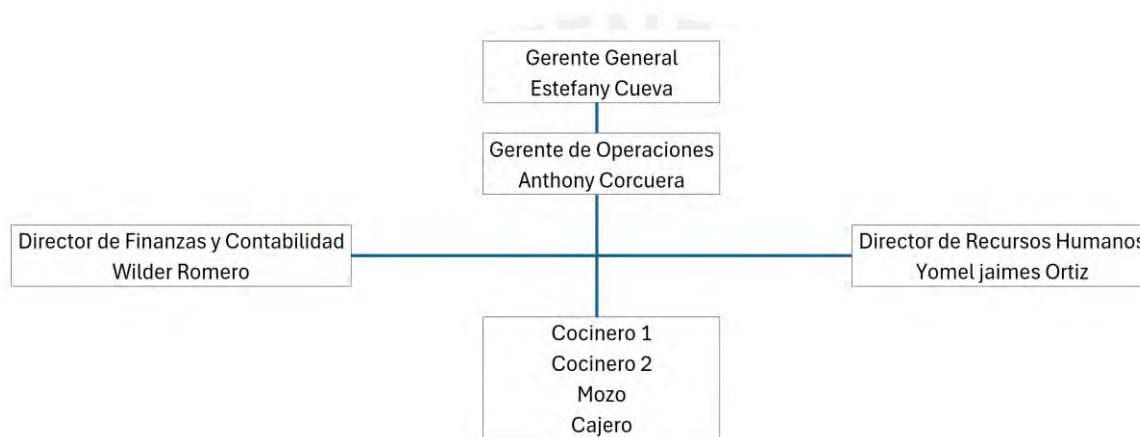 Gerente General
Estefany Cueva
Gerente de Operaciones
Anthony Corcuera
Director de Finanzas y Contabilidad
Wilder Romero
Director de Recursos Humanos
Yomel jaimes Ortiz
Cocinero 1
Cocinero 2
Mozo
Cajero